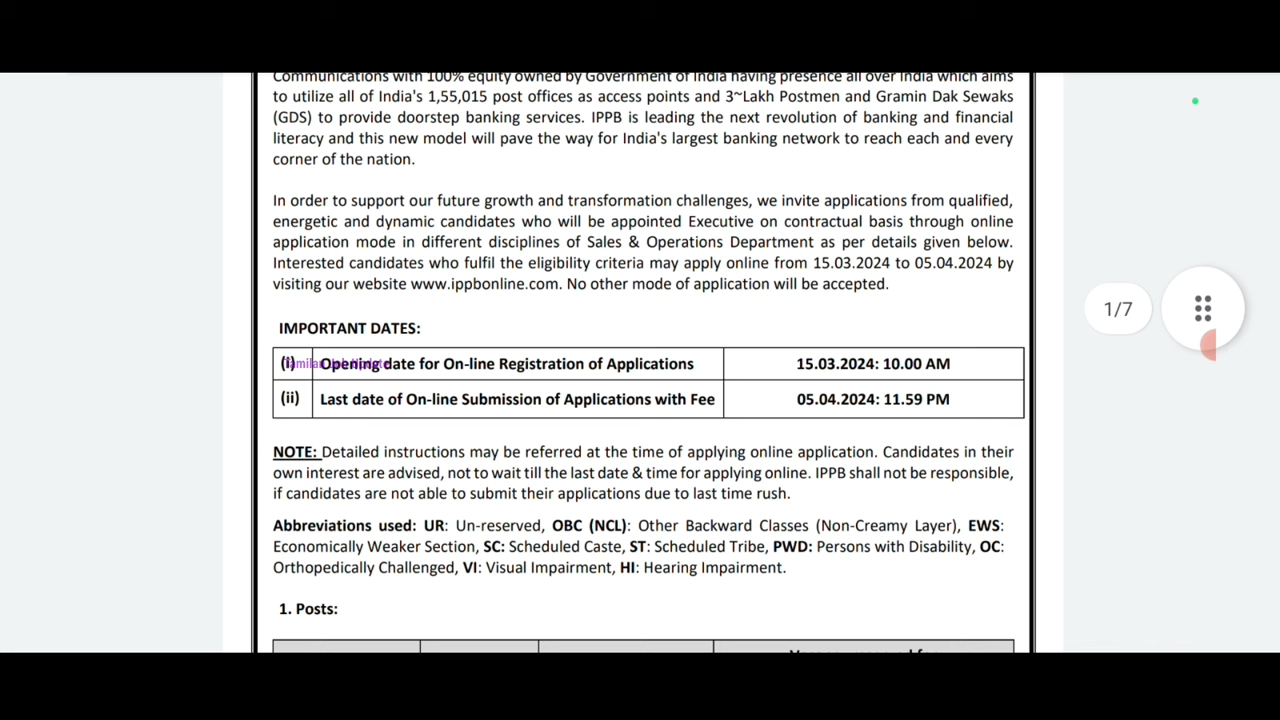 Communications with 100% equity owned by Government of India having presence all over India which aims
to utilize all of India's 1,55,015 post offices as access points and 3~Lakh Postmen and Gramin Dak Sewaks
(GDS) to provide doorstep banking services. IPPB is leading the next revolution of banking and financial
literacy and this new model will pave the way for India's largest banking network to reach each and every
corner of the nation.
In order to support our future growth and transformation challenges, we invite applications from qualified,
energetic and dynamic candidates who will be appointed Executive on contractual basis through online
application mode in different disciplines of Sales & Operations Department as per details given below.
Interested candidates who fulfil the eligibility criteria may apply online from 15.03.2024 to 05.04.2024 by
visiting our website www.ippbonline.com. No other mode of application will be accepted.
IMPORTANT DATES:
(i) Opening date for On-line Registration of Applications 15.03.2024: 10.00 AM
(ii) Last date of On-line Submission of Applications with Fee 05.04.2024: 11.59 PM
1/7
NOTE: Detailed instructions may be referred at the time of applying online application. Candidates in their
own interest are advised, not to wait till the last date & time for applying online. IPPB shall not be responsible,
if candidates are not able to submit their applications due to last time rush.
Abbreviations used: UR: Un-reserved, OBC (NCL): Other Backward Classes (Non-Creamy Layer), EWS:
Economically Weaker Section, SC: Scheduled Caste, ST: Scheduled Tribe, PWD: Persons with Disability, OC:
Orthopedically Challenged, VI: Visual Impairment, HI: Hearing Impairment.
1. Posts: